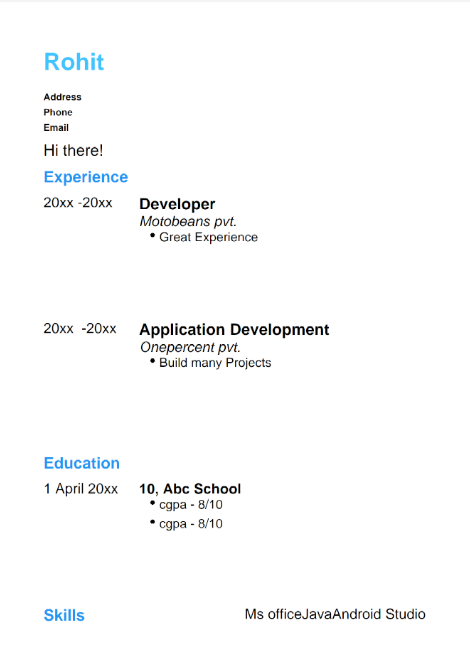 Rohit
Address
Phone
Email
Hi there!
Experience
20xx -20xx Developer
Motobeans pvt.
• Great Experience
20xx -20xx Application Development
Onepercent pvt.
• Build many Projects
Education
1 April 20xx 10, Abc School
• cgpa - 8/10
• cgpa - 8/10
Skills Ms officeJavaAndroid Studio